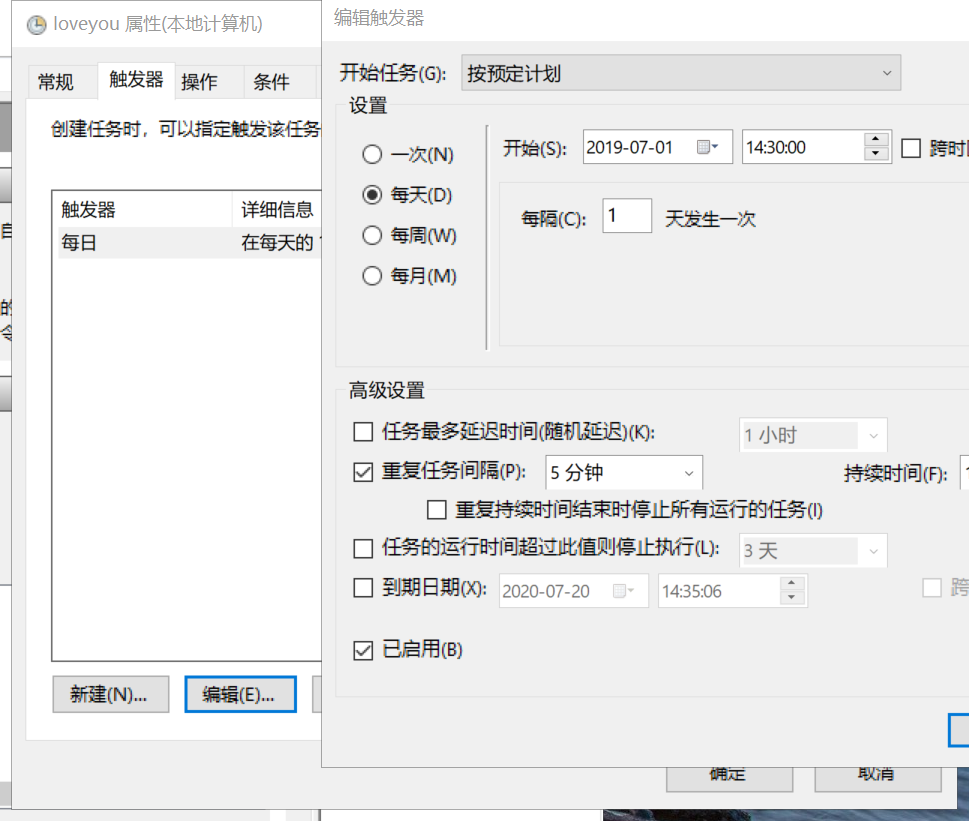 loveyou 属性(本地计算机)
常规 触发器 操作 条件
创建任务时，可以指定触发该任务
触发器 详细信息
每日 在每天的
新建(N)... 编辑(E)...
编辑触发器
开始任务(G): 按预定计划
设置
一次(N)
每天(D)
每周(W)
每月(M)
开始(S): 2019-07-01 14:30:00 跨时
每隔(C): 1 天发生一次
高级设置
任务最多延迟时间(随机延迟)(K): 1 小时
重复任务间隔(P): 5 分钟 持续时间(F):
重复持续时间结束时停止所有运行的任务(I)
任务的运行时间超过此值则停止执行(L): 3 天
到期日期(X): 2020-07-20 14:35:06 跨
已启用(B)
确定 取消